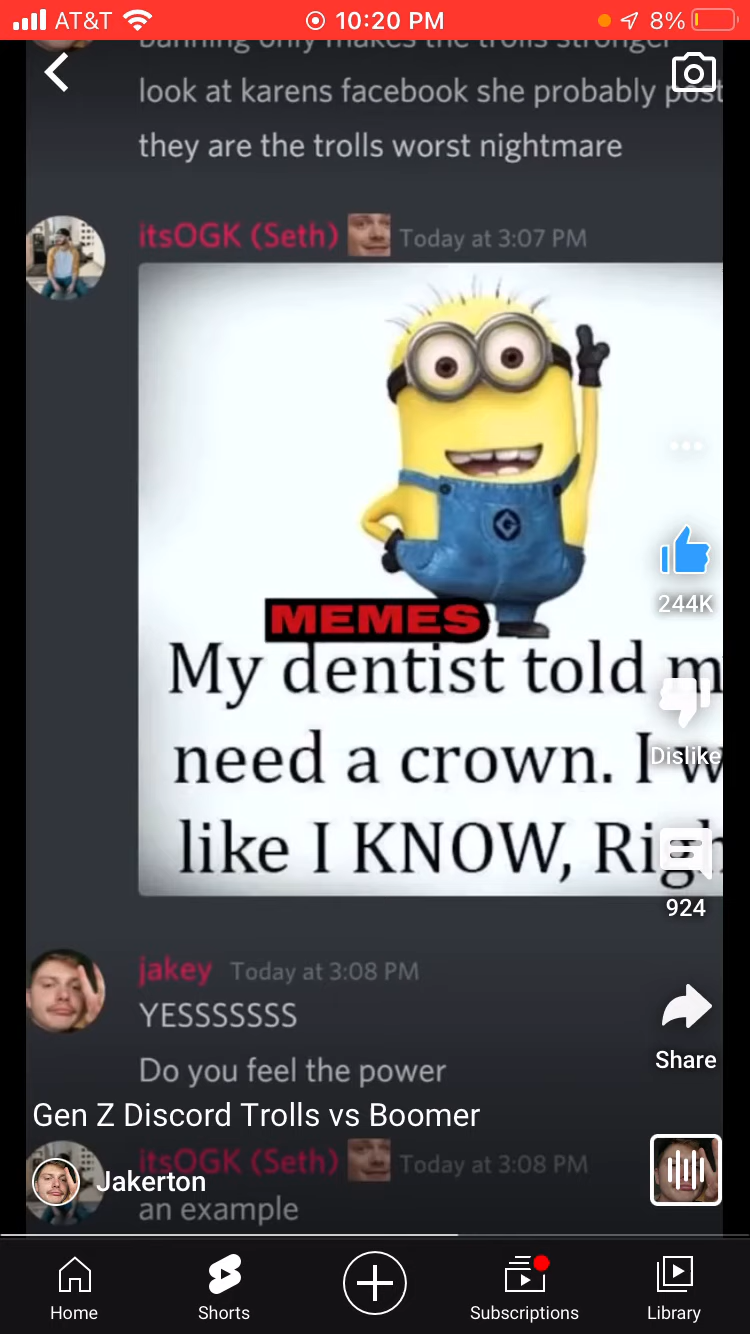 AT&T 10:20 PM 8%
banning only makes the trolls stronger
look at karens facebook she probably post
they are the trolls worst nightmare
itsOGK (Seth) Today at 3:07 PM
244K
MEMES
My dentist told m
need a crown. I w
Dislike
like I KNOW, Righ
924
jakey Today at 3:08 PM
YESSSSSSS
Do you feel the power
Share
Gen Z Discord Trolls vs Boomer
itsOGK (Seth) Today at 3:08 PM
Jakerton
an example
Home Shorts Subscriptions Library